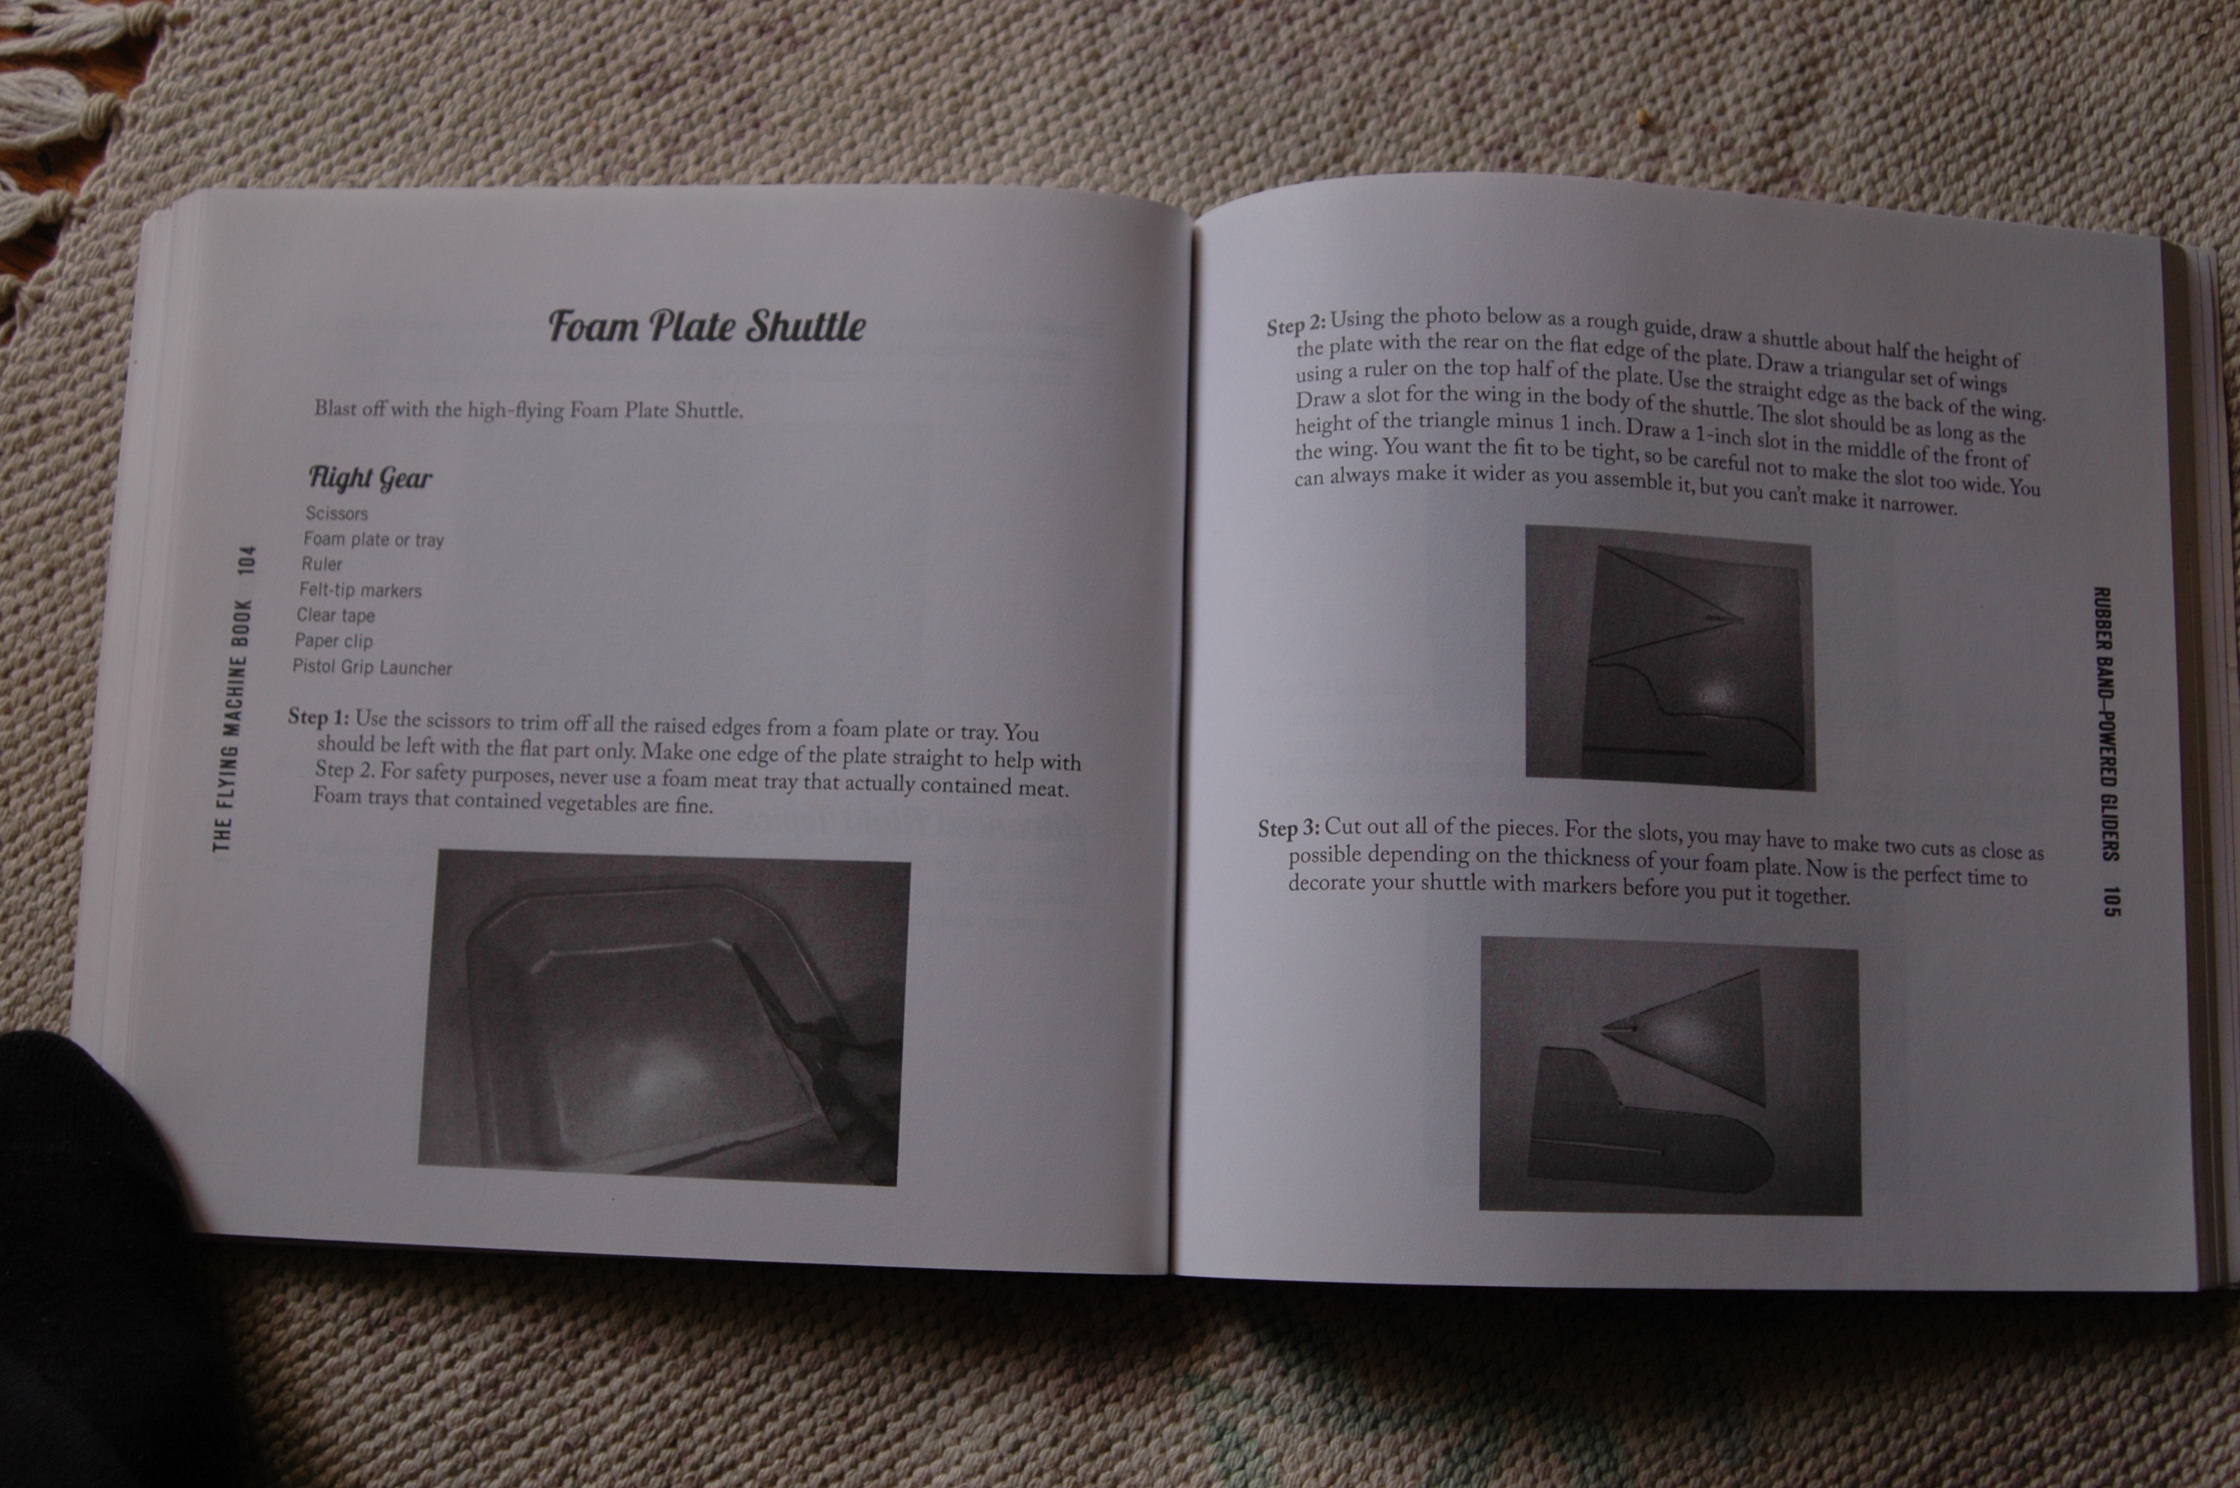 THE FLYING MACHINE BOOK 104
Foam Plate Shuttle
Blast off with the high-flying Foam Plate Shuttle.
Flight Gear
Scissors
Foam plate or tray
Ruler
Felt-tip markers
Clear tape
Paper clip
Pistol Grip Launcher
Step 1: Use the scissors to trim off all the raised edges from a foam plate or tray. You
should be left with the flat part only. Make one edge of the plate straight to help with
Step 2. For safety purposes, never use a foam meat tray that actually contained meat.
Foam trays that contained vegetables are fine.
Step 2: Using the photo below as a rough guide, draw a shuttle about half the height of
the plate with the rear on the flat edge of the plate. Draw a triangular set of wings
using a ruler on the top half of the plate. Use the straight edge as the back of the wing.
Draw a slot for the wing in the body of the shuttle. The slot should be as long as the
height of the triangle minus 1 inch. Draw a 1-inch slot in the middle of the front of
the wing. You want the fit to be tight, so be careful not to make the slot too wide. You
can always make it wider as you assemble it, but you can't make it narrower.
Step 3: Cut out all of the pieces. For the slots, you may have to make two cuts as close as
possible depending on the thickness of your foam plate. Now is the perfect time to
decorate your shuttle with markers before you put it together.
RUBBER BAND–POWERED GLIDERS 105